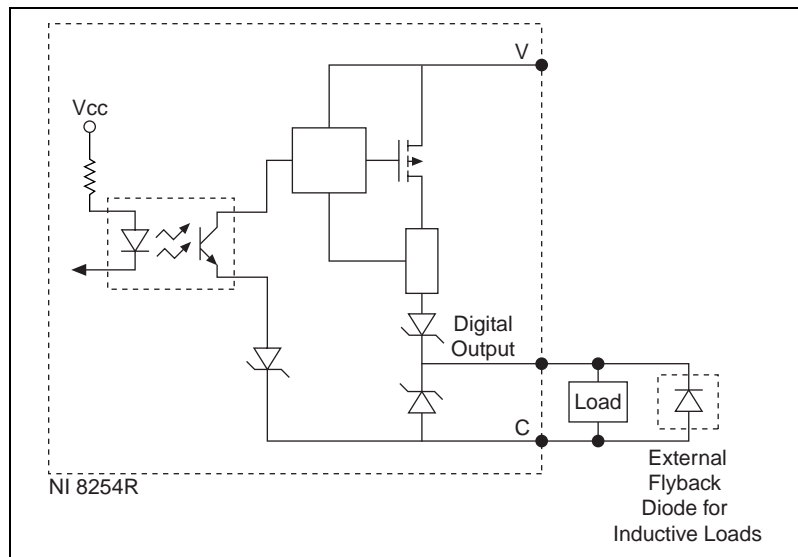 V
Vcc
Digital
Output
Load
C
NI 8254R
External
Flyback
Diode for
Inductive Loads